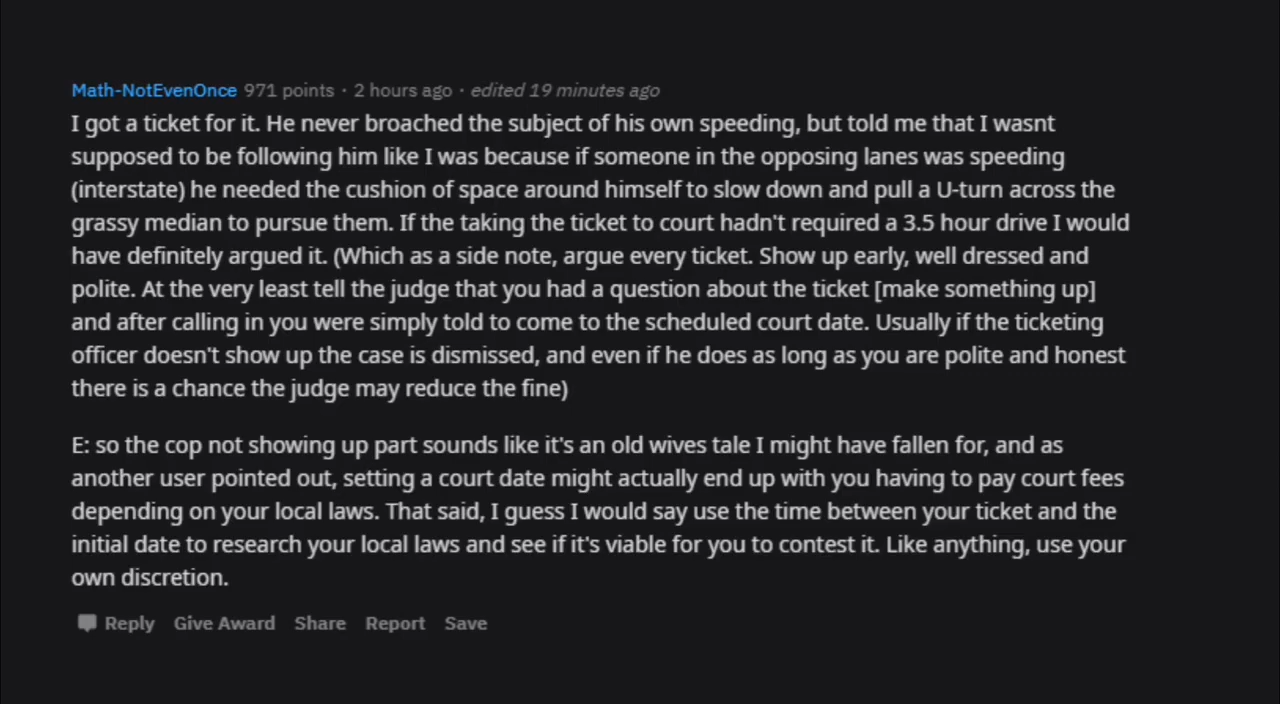 Math-NotEvenOnce 971 points · 2 hours ago · edited 19 minutes ago
I got a ticket for it. He never broached the subject of his own speeding, but told me that I wasnt
supposed to be following him like I was because if someone in the opposing lanes was speeding
(interstate) he needed the cushion of space around himself to slow down and pull a U-turn across the
grassy median to pursue them. If the taking the ticket to court hadn't required a 3.5 hour drive I would
have definitely argued it. (Which as a side note, argue every ticket. Show up early, well dressed and
polite. At the very least tell the judge that you had a question about the ticket [make something up]
and after calling in you were simply told to come to the scheduled court date. Usually if the ticketing
officer doesn't show up the case is dismissed, and even if he does as long as you are polite and honest
there is a chance the judge may reduce the fine)
E: so the cop not showing up part sounds like it's an old wives tale I might have fallen for, and as
another user pointed out, setting a court date might actually end up with you having to pay court fees
depending on your local laws. That said, I guess I would say use the time between your ticket and the
initial date to research your local laws and see if it's viable for you to contest it. Like anything, use your
own discretion.
Reply Give Award Share Report Save